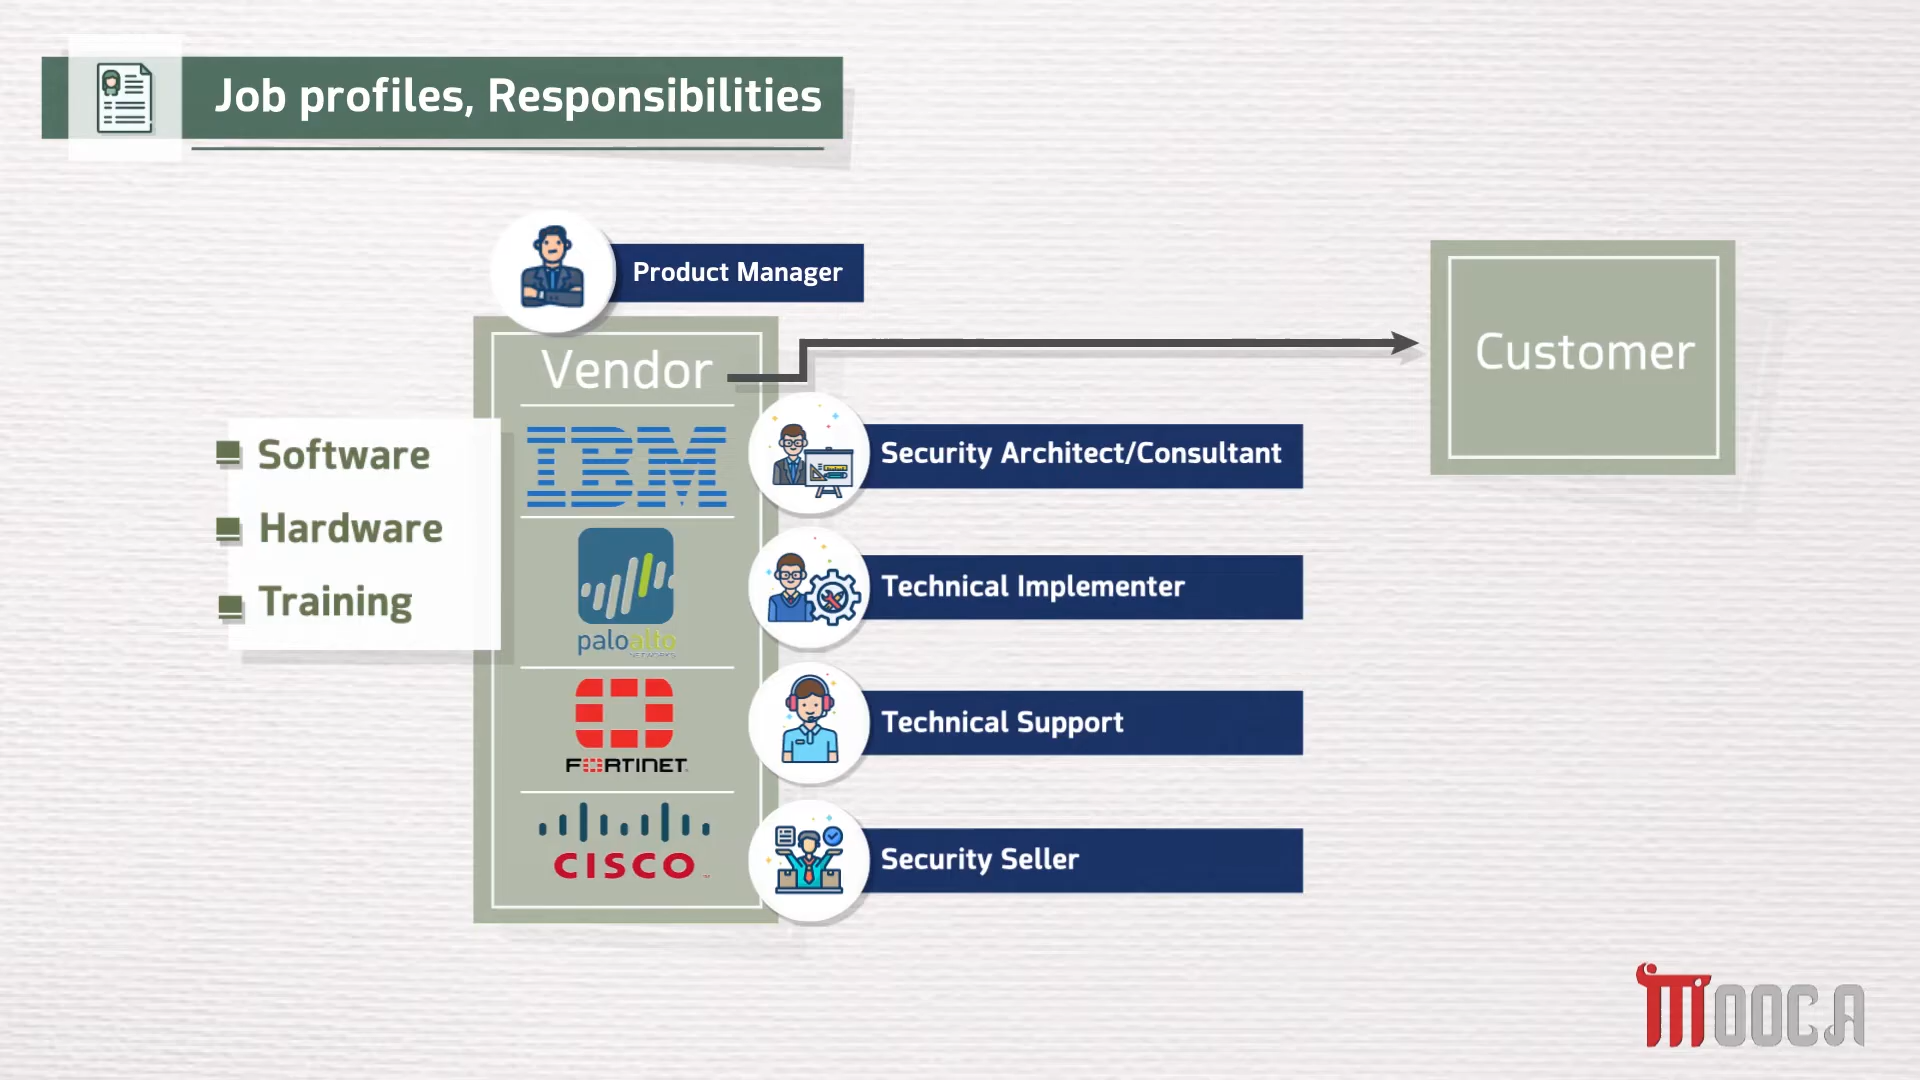 Job profiles, Responsibilities
Product Manager
Vendor
Customer
IBM
Security Architect/Consultant
Software
Hardware
Training
paloalto
NETWORKS
Technical Implementer
FORTINET
Technical Support
CISCO
Security Seller
MOOCA